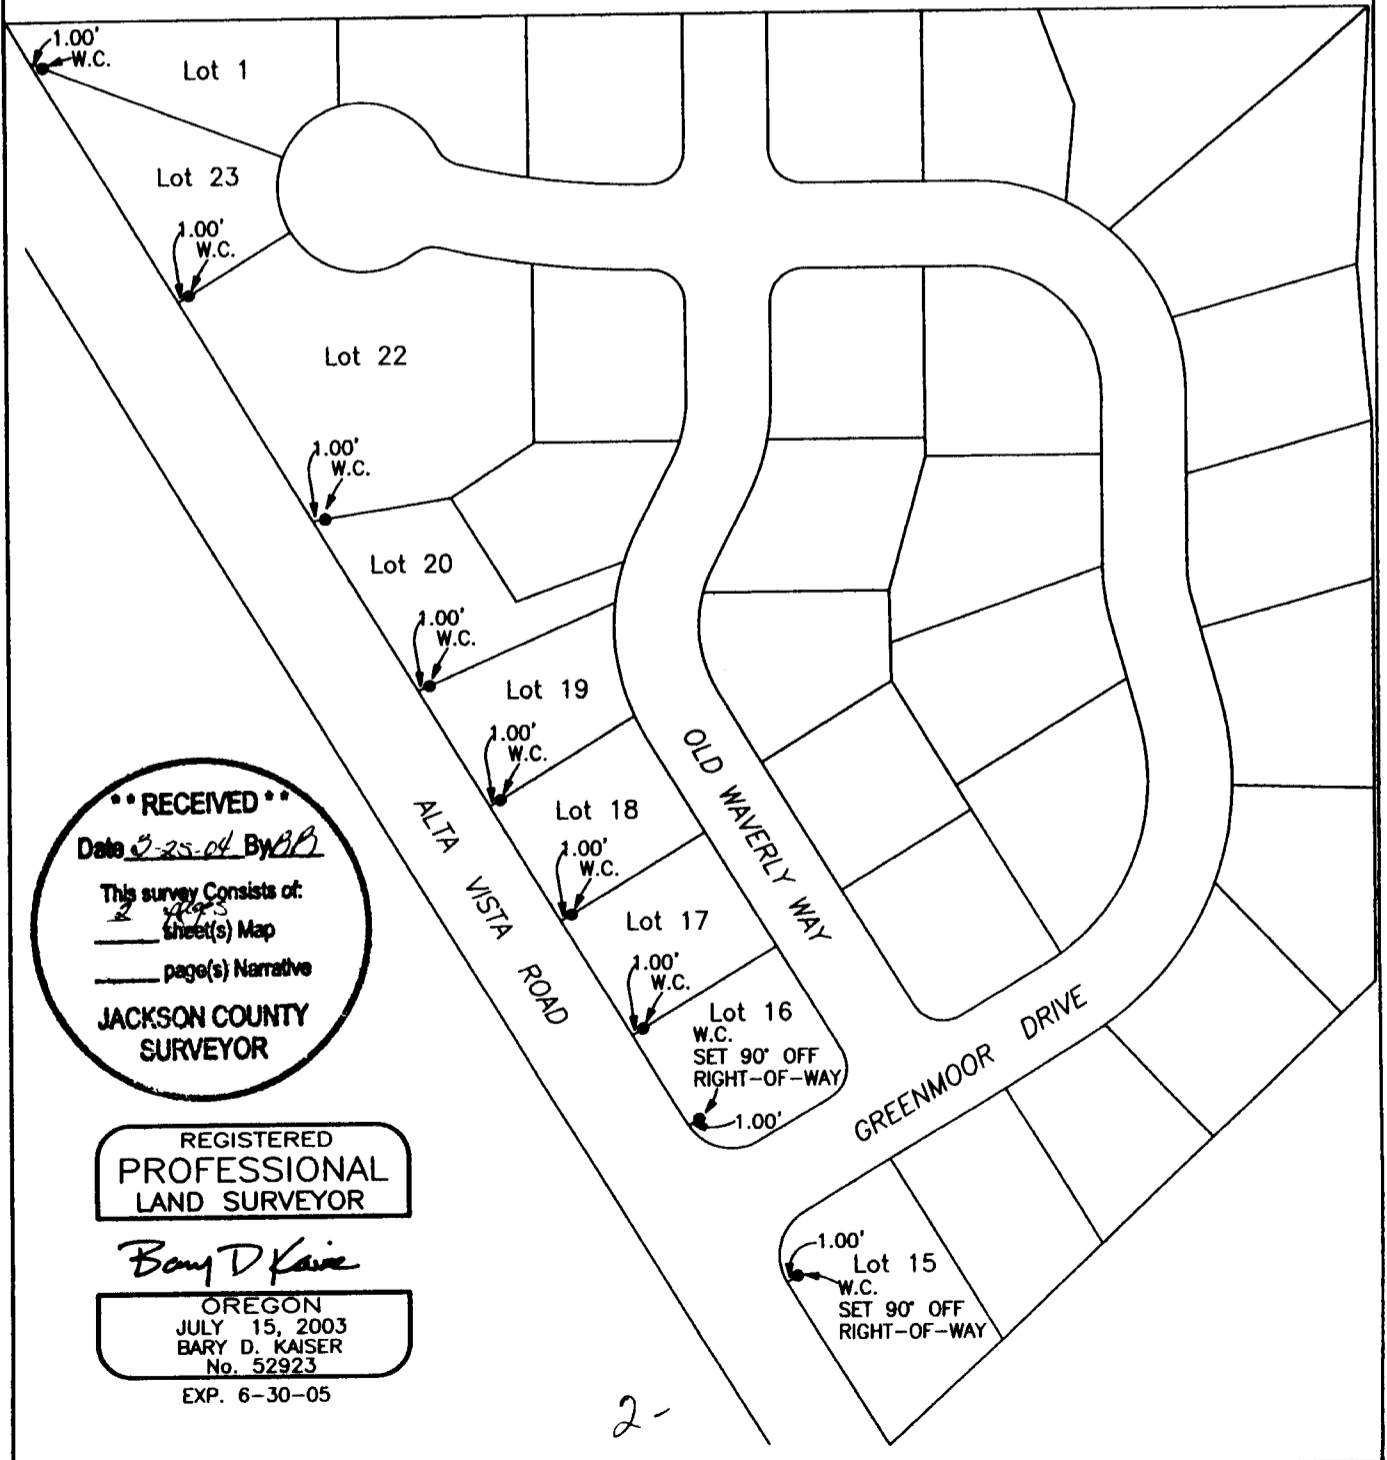 1.00'
W.C.
Lot 1
Lot 23
1.00'
W.C.
Lot 22
1.00'
W.C.
Lot 20
1.00'
W.C.
Lot 19
1.00'
W.C.
Lot 18
1.00'
W.C.
Lot 17
1.00'
W.C.
Lot 16
W.C.
SET 90° OFF
RIGHT-OF-WAY
1.00'
OLD WAVERLY WAY
ALTA VISTA ROAD
GREENMOOR DRIVE
1.00'
Lot 15
W.C.
SET 90° OFF
RIGHT-OF-WAY
** RECEIVED **
Date 3-25-04 By BB
This survey Consists of:
2 pages
sheet(s) Map
page(s) Narrative
JACKSON COUNTY
SURVEYOR
REGISTERED
PROFESSIONAL
LAND SURVEYOR
Bary D Kaiser
OREGON
JULY 15, 2003
BARY D. KAISER
No. 52923
EXP. 6-30-05
2-